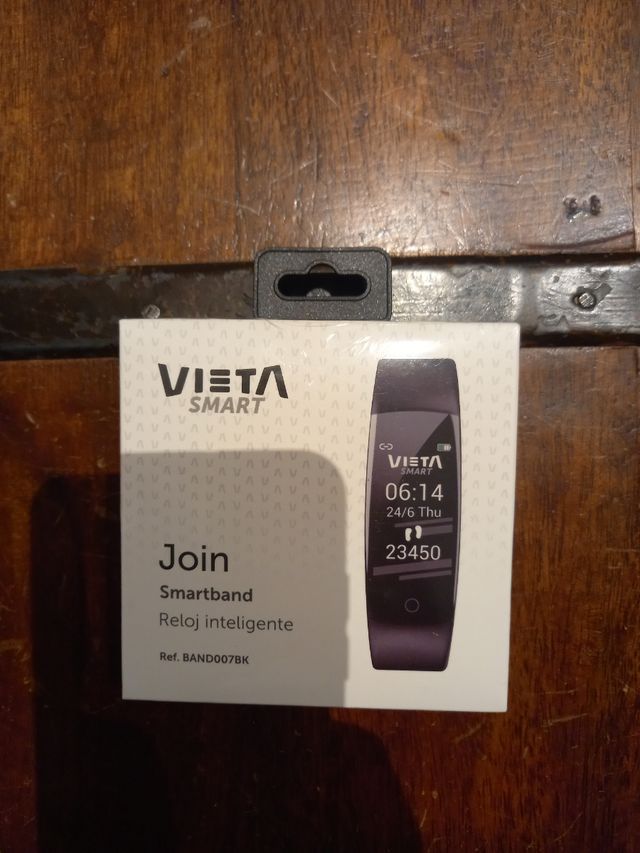 VIETA
SMART
Join
Smartband
Reloj inteligente
Ref. BAND007BK
VIETA
SMART
06:14
24/6 Thu
23450